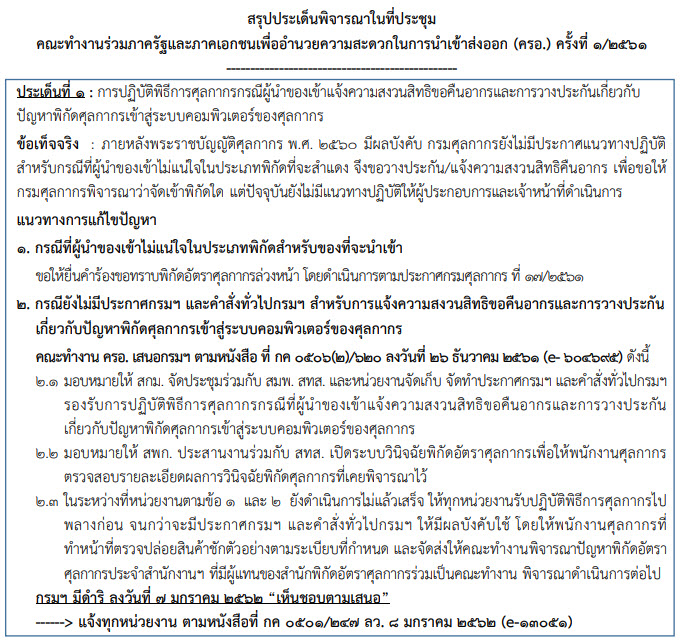 สรุปประเด็นพิจารณาในที่ประชุม
คณะทำงานร่วมภาครัฐและภาคเอกชนเพื่ออำนวยความสะดวกในการนำเข้าส่งออก (ครอ.) ครั้งที่ ๑/๒๕๖๑
------------------------------------------------
ประเด็นที่ ๑ : การปฏิบัติพิธีการศุลกากรกรณีผู้นำของเข้าแจ้งความสงวนสิทธิขอคืนอากรและการวางประกันเกี่ยวกับ
ปัญหาพิกัดศุลกากรเข้าสู่ระบบคอมพิวเตอร์ของศุลกากร
ข้อเท็จจริง : ภายหลังพระราชบัญญัติศุลกากร พ.ศ. ๒๕๖๐ มีผลบังคับ กรมศุลกากรยังไม่มีประกาศแนวทางปฏิบัติ
สำหรับกรณีที่ผู้นำของเข้าไม่แน่ใจในประเภทพิกัดที่จะสำแดง จึงขอวางประกัน/แจ้งความสงวนสิทธิคืนอากร เพื่อขอให้
กรมศุลกากรพิจารณาว่าจัดเข้าพิกัดใด แต่ปัจจุบันยังไม่มีแนวทางปฏิบัติให้ผู้ประกอบการและเจ้าหน้าที่ดำเนินการ
แนวทางการแก้ไขปัญหา
๑. กรณีที่ผู้นำของเข้าไม่แน่ใจในประเภทพิกัดสำหรับของที่จะนำเข้า
ขอให้ยื่นคำร้องขอทราบพิกัดอัตราศุลกากรล่วงหน้า โดยดำเนินการตามประกาศกรมศุลกากร ที่ ๑๗/๒๕๖๑
๒. กรณียังไม่มีประกาศกรมฯ และคำสั่งทั่วไปกรมฯ สำหรับการแจ้งความสงวนสิทธิขอคืนอากรและการวางประกัน
เกี่ยวกับปัญหาพิกัดศุลกากรเข้าสู่ระบบคอมพิวเตอร์ของศุลกากร
คณะทำงาน ครอ. เสนอกรมฯ ตามหนังสือ ที่ กค ๐๕๐๖(๒)/๖๒๐ ลงวันที่ ๒๖ ธันวาคม ๒๕๖๑ (e- ๖๐๔๖๙๕) ดังนี้
๒.๑ มอบหมายให้ สกม. จัดประชุมร่วมกับ สมพ. สทส. และหน่วยงานจัดเก็บ จัดทำประกาศกรมฯ และคำสั่งทั่วไปกรมฯ
รองรับการปฏิบัติพิธีการศุลกากรกรณีที่ผู้นำของเข้าแจ้งความสงวนสิทธิขอคืนอากรและการวางประกัน
เกี่ยวกับปัญหาพิกัดศุลกากรเข้าสู่ระบบคอมพิวเตอร์ของศุลกากร
๒.๒ มอบหมายให้ สพก. ประสานงานร่วมกับ สทส. เปิดระบบวินิจฉัยพิกัดอัตราศุลกากรเพื่อให้พนักงานศุลกากร
ตรวจสอบรายละเอียดผลการวินิจฉัยพิกัดศุลกากรที่เคยพิจารณาไว้
๒.๓ ในระหว่างที่หน่วยงานตามข้อ ๑ และ ๒ ยังดำเนินการไม่แล้วเสร็จ ให้ทุกหน่วยงานรับปฏิบัติพิธีการศุลกากรไป
พลางก่อน จนกว่าจะมีประกาศกรมฯ และคำสั่งทั่วไปกรมฯ ให้มีผลบังคับใช้ โดยให้พนักงานศุลกากรที่
ทำหน้าที่ตรวจปล่อยสินค้าชักตัวอย่างตามระเบียบที่กำหนด และจัดส่งให้คณะทำงานพิจารณาปัญหาพิกัดอัตรา
ศุลกากรประจำสำนักงานฯ ที่มีผู้แทนของสำนักพิกัดอัตราศุลกากรร่วมเป็นคณะทำงาน พิจารณาดำเนินการต่อไป
กรมฯ มีดำริ ลงวันที่ ๗ มกราคม ๒๕๖๒ “เห็นชอบตามเสนอ”
------> แจ้งทุกหน่วยงาน ตามหนังสือที่ กค ๐๕๐๑/๒๔๗ ลว. ๘ มกราคม ๒๕๖๒ (e-๑๓๐๕๑)